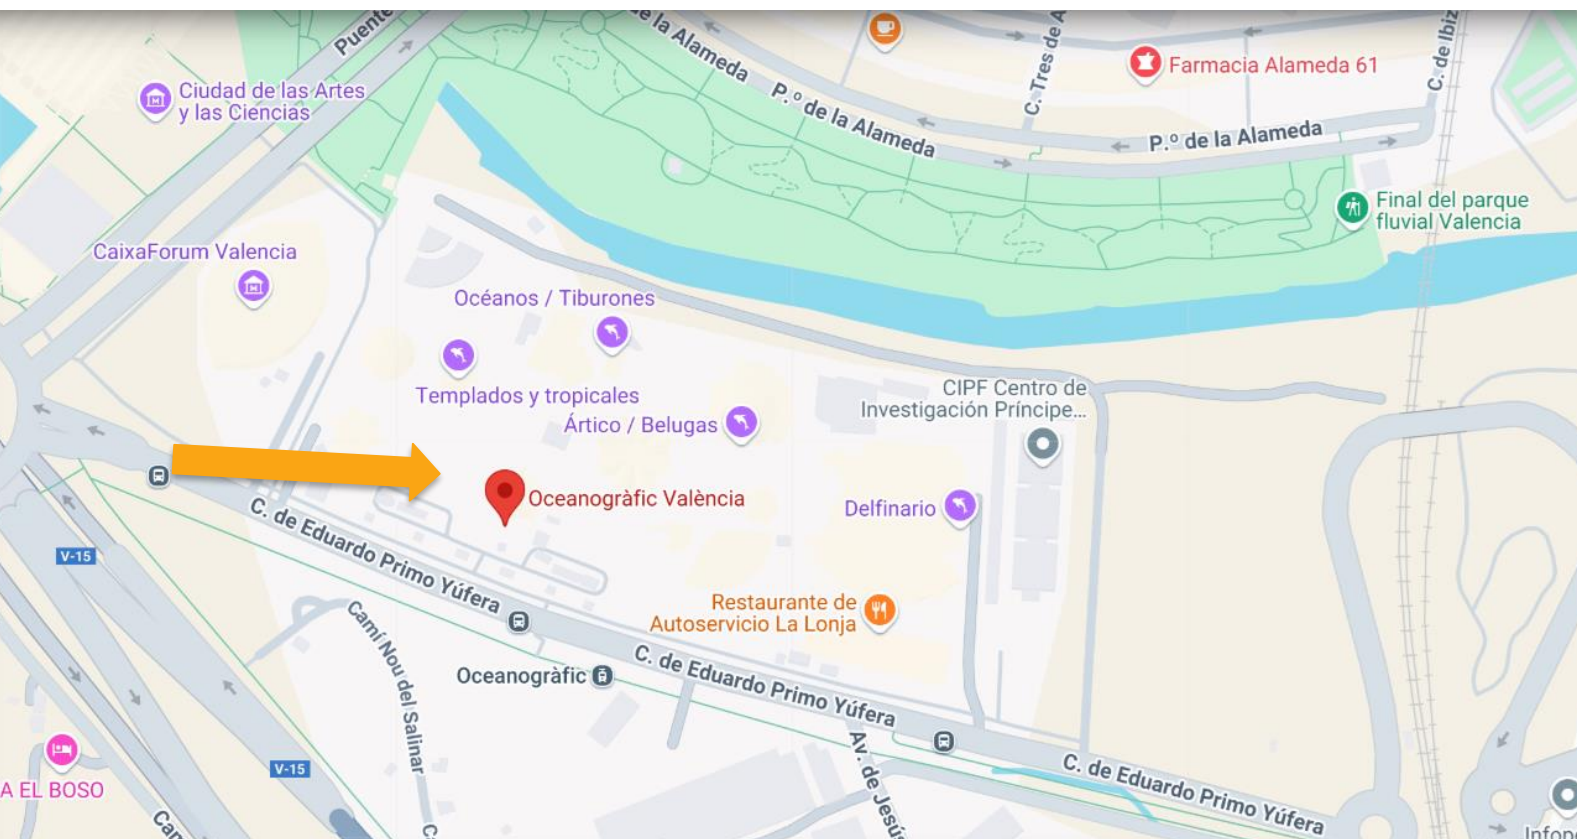 Puente
e la Alameda
C. Tres de A
C. de Ibiz
Farmacia Alameda 61
Ciudad de las Artes
y las Ciencias
P.º de la Alameda
P.º de la Alameda
Final del parque
fluvial Valencia
CaixaForum Valencia
Océanos / Tiburones
Templados y tropicales
Ártico / Belugas
CIPF Centro de
Investigación Príncipe...
Oceanogràfic València
Delfinario
C. de Eduardo Primo Yúfera
V-15
Restaurante de
Autoservicio La Lonja
Camí Nou del Salinar
Oceanogràfic
C. de Eduardo Primo Yúfera
Av. de Jesús
A EL BOSO
V-15
C. de Eduardo Primo Yúfera
Cam